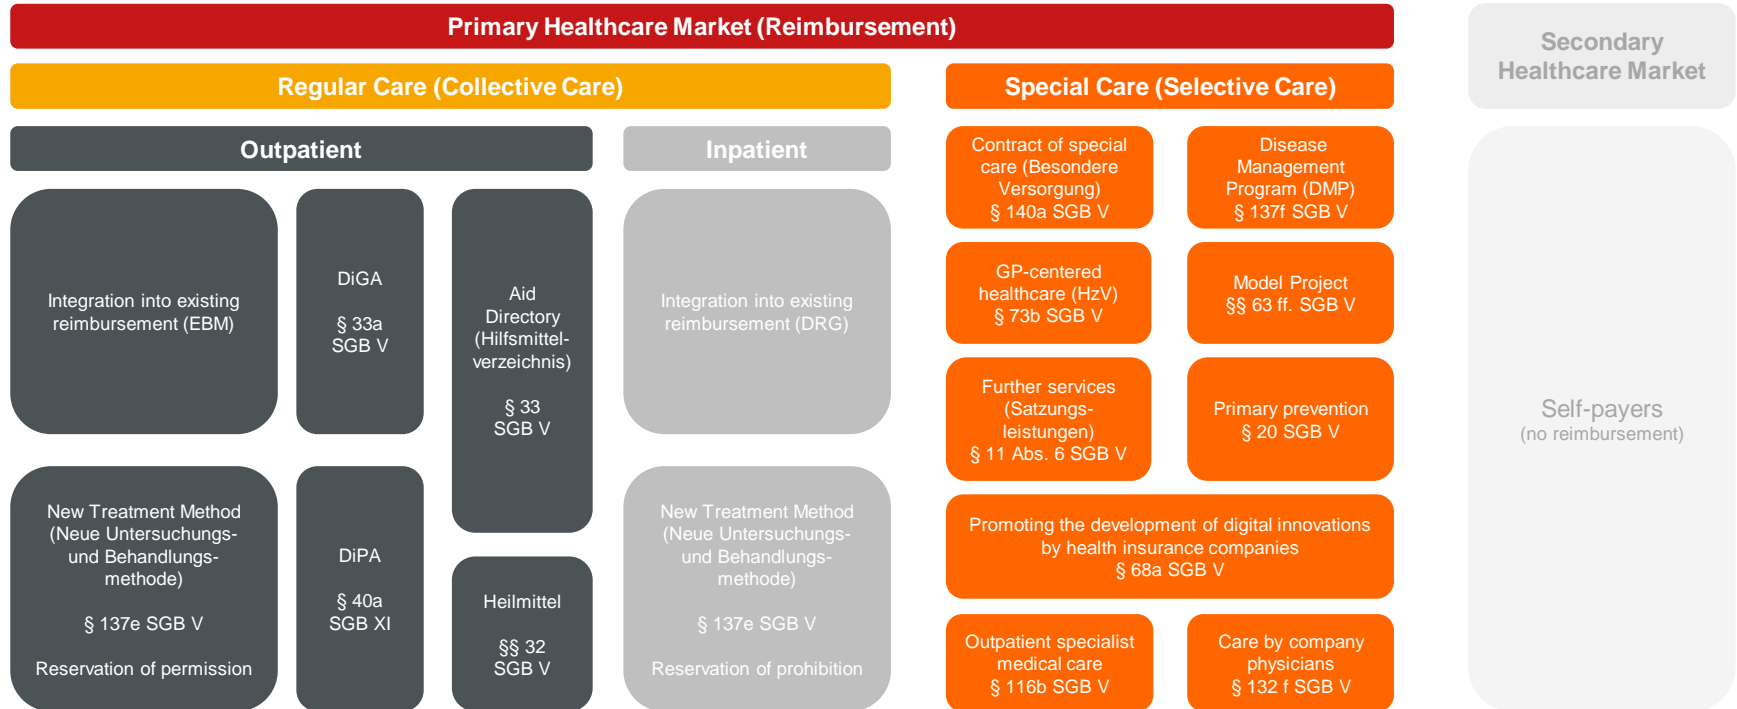 Primary Healthcare Market (Reimbursement)
Regular Care (Collective Care)
Outpatient
Integration into existing
reimbursement (EBM)
DiGA
§ 33a
SGB V
Aid
Directory
(Hilfsmittel-
verzeichnis)
§ 33
SGB V
New Treatment Method
(Neue Untersuchungs-
und Behandlungs-
methode)
§ 137e SGB V
Reservation of permission
DiPA
§ 40a
SGB XI
Heilmittel
§§ 32
SGB V
Inpatient
Integration into existing
reimbursement (DRG)
New Treatment Method
(Neue Untersuchungs-
und Behandlungs-
methode)
§ 137e SGB V
Reservation of prohibition
Special Care (Selective Care)
Contract of special
care (Besondere
Versorgung)
§ 140a SGB V
Disease
Management
Program (DMP)
§ 137f SGB V
GP-centered
healthcare (HzV)
§ 73b SGB V
Model Project
§§ 63 ff. SGB V
Further services
(Satzungs-
leistungen)
§ 11 Abs. 6 SGB V
Primary prevention
§ 20 SGB V
Promoting the development of digital innovations
by health insurance companies
§ 68a SGB V
Outpatient specialist
medical care
§ 116b SGB V
Care by company
physicians
§ 132 f SGB V
Secondary
Healthcare Market
Self-payers
(no reimbursement)